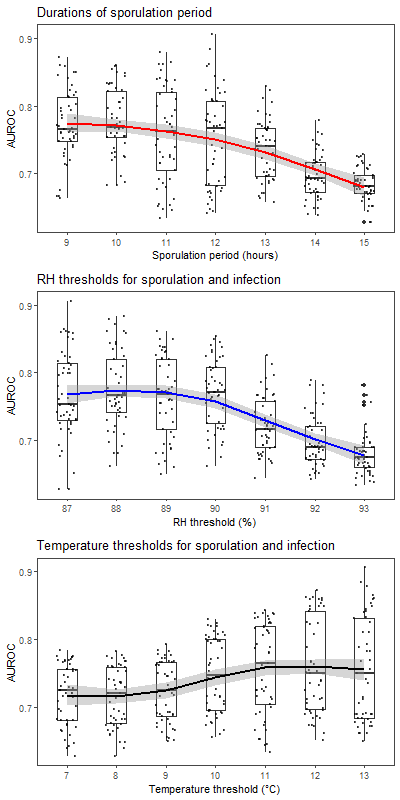 Durations of sporulation period
0.9
0.8
0.7
AUROC
9 10 11 12 13 14 15
Sporulation period (hours)
RH thresholds for sporulation and infection
0.9
0.8
0.7
AUROC
87 88 89 90 91 92 93
RH threshold (%)
Temperature thresholds for sporulation and infection
0.9
0.8
0.7
AUROC
7 8 9 10 11 12 13
Temperature threshold (°C)